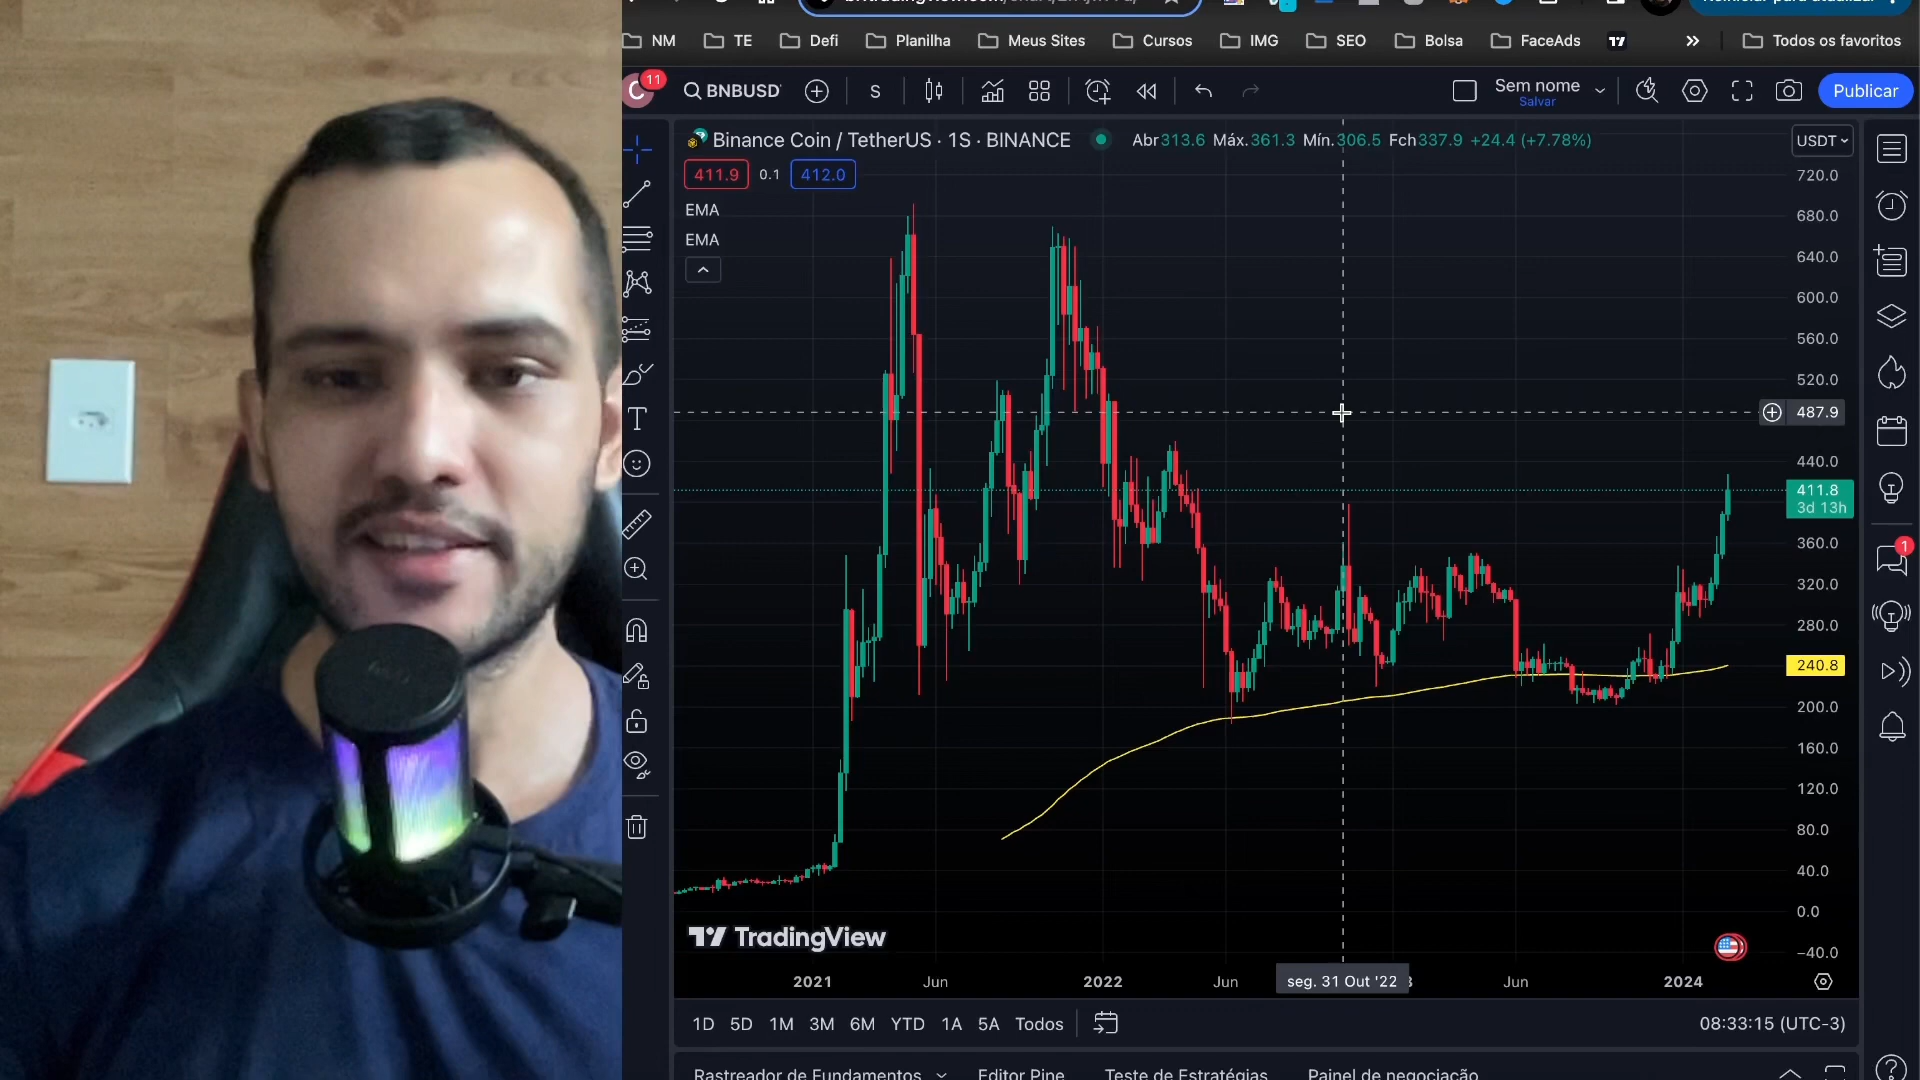 NM TE Defi Planilha Meus Sites Cursos IMG SEO Bolsa FaceAds » Todos os favoritos
C 11 BNBUSD S Sem nome Salvar Publicar
Binance Coin / TetherUS · 1S · BINANCE Abr313.6 Máx.361.3 Mín.306.5 Fch337.9 +24.4 (+7.78%) USDT
411.9 0.1 412.0
EMA
EMA
720.0
680.0
640.0
600.0
560.0
520.0
487.9
440.0
411.8
3d 13h
360.0
320.0
280.0
240.8
200.0
160.0
120.0
80.0
40.0
0.0
−40.0
1
TradingView
2021 Jun 2022 Jun seg. 31 Out '22 Jun 2024
1D 5D 1M 3M 6M YTD 1A 5A Todos 08:33:15 (UTC-3)
Rastreador de Fundamentos Editor Pine Teste de Estratégias Painel de negociação